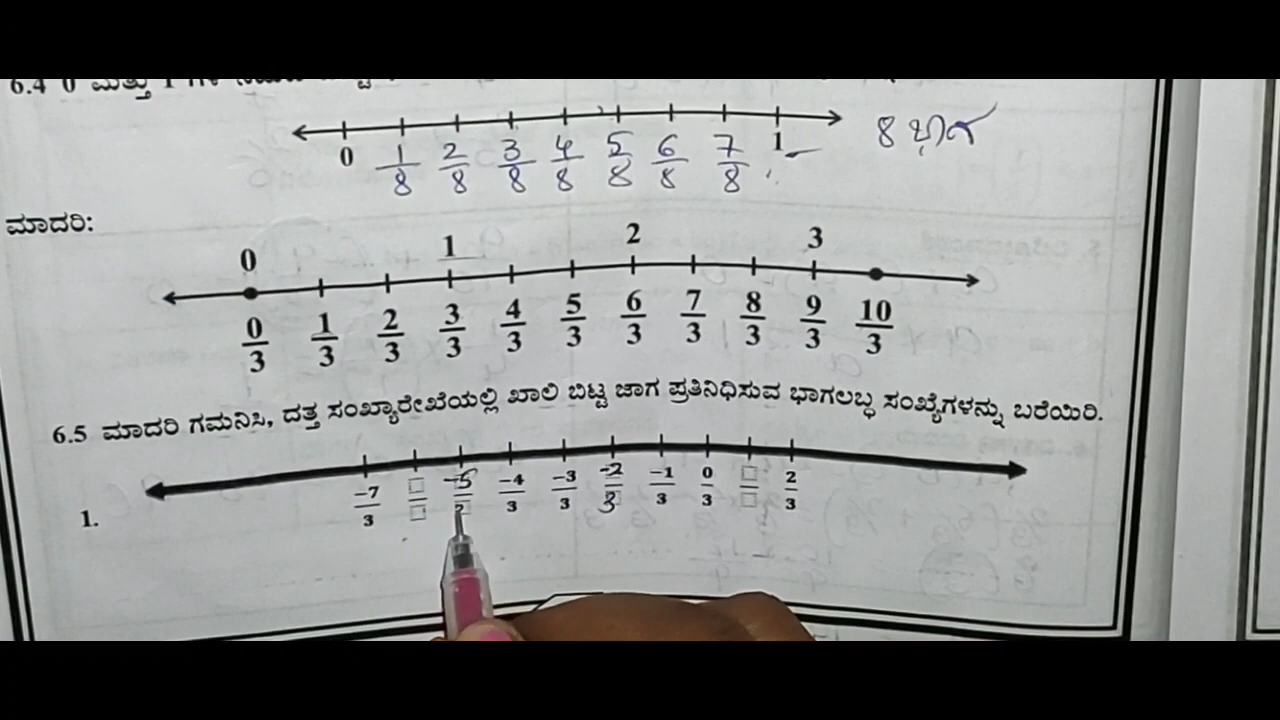 6.4 0 ಮತ್ತು 1 ಗಳ
0 1/8 2/8 3/8 4/8 5/8 6/8 7/8 1 8 ಭಾಗ
ಮಾದರಿ:
0 1 2 3
0/3 1/3 2/3 3/3 4/3 5/3 6/3 7/3 8/3 9/3 10/3
6.5 ಮಾದರಿ ಗಮನಿಸಿ, ದತ್ತ ಸಂಖ್ಯಾರೇಖೆಯಲ್ಲಿ ಖಾಲಿ ಬಿಟ್ಟ ಜಾಗ ಪ್ರತಿನಿಧಿಸುವ ಭಾಗಲಬ್ಧ ಸಂಖ್ಯೆಗಳನ್ನು ಬರೆಯಿರಿ.
1. -7/3 □/□ -5/3 -4/3 -3/3 -2/3 -1/3 0/3 □/□ 2/3